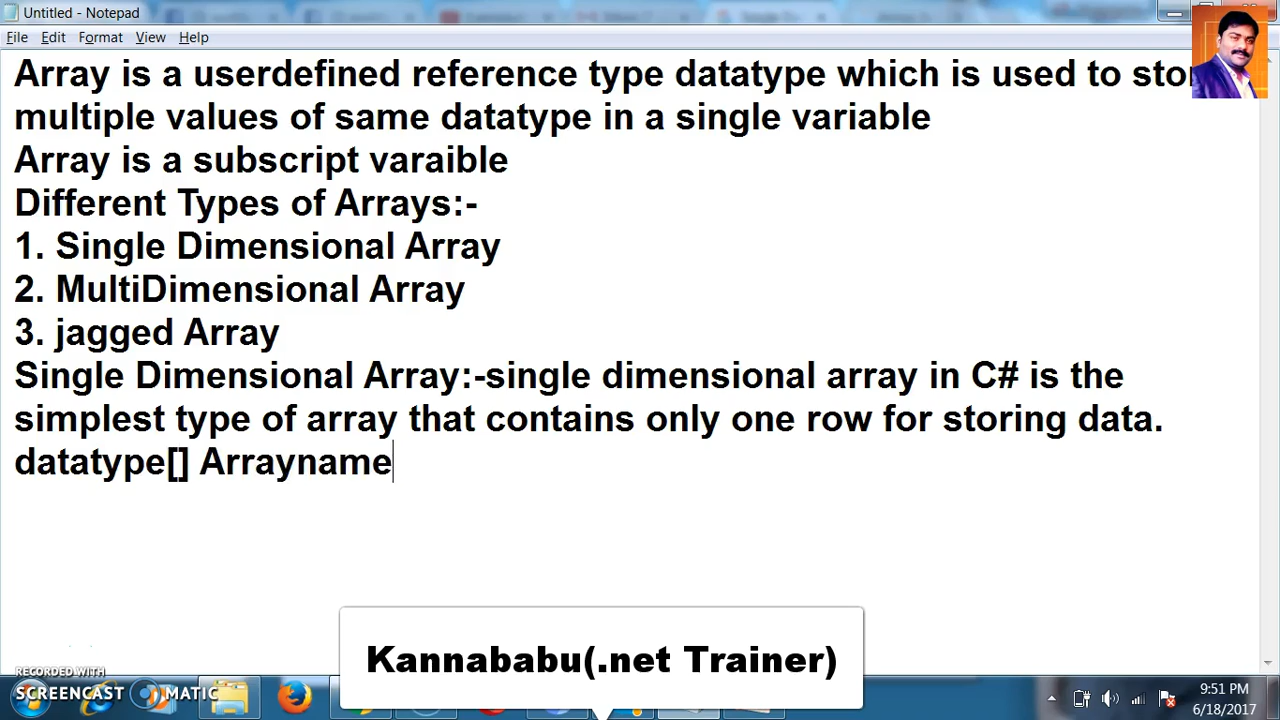 Untitled - Notepad
File Edit Format View Help
Array is a userdefined reference type datatype which is used to
multiple values of same datatype in a single variable
Array is a subscript varaible
Different Types of Arrays:-
1. Single Dimensional Array
2. MultiDimensional Array
3. jagged Array
Single Dimensional Array:-single dimensional array in C# is the
simplest type of array that contains only one row for storing data.
datatype[] Arrayname
Kannababu(.net Trainer)
RECORDED WITH
SCREENCAST MATIC
9:51 PM
6/18/2017